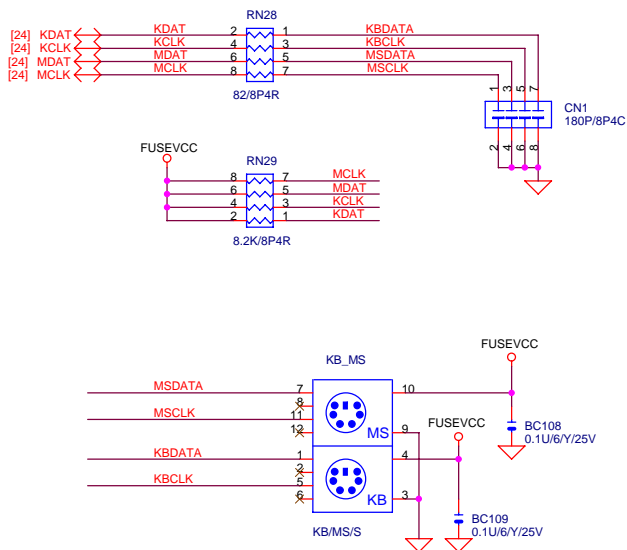 RN28
[24] KDAT KDAT 2 1 KBDATA
[24] KCLK KCLK 4 3 KBCLK
[24] MDAT MDAT 6 5 MSDATA
[24] MCLK MCLK 8 7 MSCLK
82/8P4R
1 3 5 7
CN1
180P/8P4C
2 4 6 8
FUSEVCC
RN29
8 7 MCLK
6 5 MDAT
4 3 KCLK
2 1 KDAT
8.2K/8P4R
FUSEVCC
KB_MS
MSDATA 7 10
8
MSCLK 11
12 MS 9
BC108
0.1U/6/Y/25V
FUSEVCC
KBDATA 1 4
2
KBCLK 5
6 KB 3
KB/MS/S
BC109
0.1U/6/Y/25V